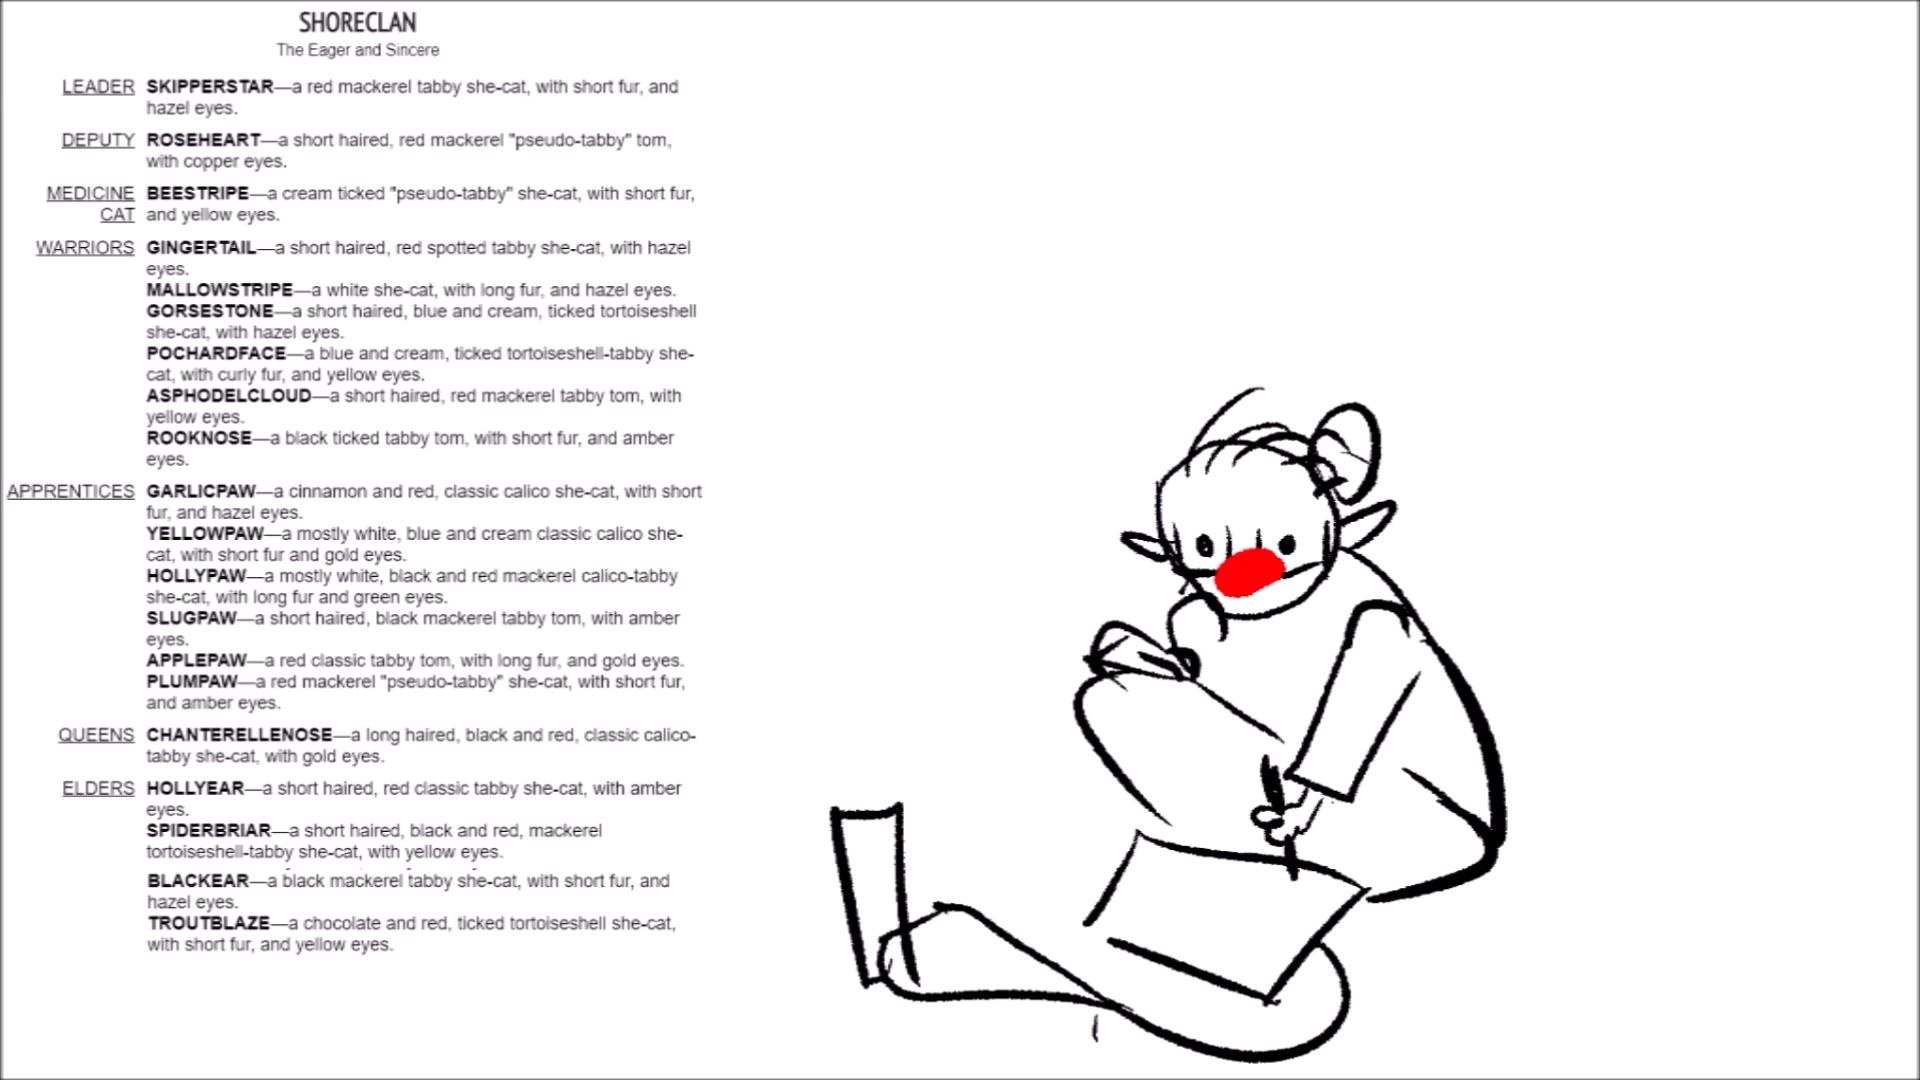 SHORECLAN
The Eager and Sincere
LEADER SKIPPERSTAR—a red mackerel tabby she-cat, with short fur, and
hazel eyes.
DEPUTY ROSEHEART—a short haired, red mackerel "pseudo-tabby" tom,
with copper eyes.
MEDICINE BEESTRIPE—a cream ticked "pseudo-tabby" she-cat, with short fur,
CAT and yellow eyes.
WARRIORS GINGERTAIL—a short haired, red spotted tabby she-cat, with hazel
eyes.
MALLOWSTRIPE—a white she-cat, with long fur, and hazel eyes.
GORSESTONE—a short haired, blue and cream, ticked tortoiseshell
she-cat, with hazel eyes.
POCHARDFACE—a blue and cream, ticked tortoiseshell-tabby she-
cat, with curly fur, and yellow eyes.
ASPHODELCLOUD—a short haired, red mackerel tabby tom, with
yellow eyes.
ROOKNOSE—a black ticked tabby tom, with short fur, and amber
eyes.
APPRENTICES GARLICPAW—a cinnamon and red, classic calico she-cat, with short
fur, and hazel eyes.
YELLOWPAW—a mostly white, blue and cream classic calico she-
cat, with short fur and gold eyes.
HOLLYPAW—a mostly white, black and red mackerel calico-tabby
she-cat, with long fur and green eyes.
SLUGPAW—a short haired, black mackerel tabby tom, with amber
eyes.
APPLEPAW—a red classic tabby tom, with long fur, and gold eyes.
PLUMPAW—a red mackerel "pseudo-tabby" she-cat, with short fur,
and amber eyes.
QUEENS CHANTERELLENOSE—a long haired, black and red, classic calico-
tabby she-cat, with gold eyes.
ELDERS HOLLYEAR—a short haired, red classic tabby she-cat, with amber
eyes.
SPIDERBRIAR—a short haired, black and red, mackerel
tortoiseshell-tabby she-cat, with yellow eyes.
BLACKEAR—a black mackerel tabby she-cat, with short fur, and
hazel eyes.
TROUTBLAZE—a chocolate and red, ticked tortoiseshell she-cat,
with short fur, and yellow eyes.